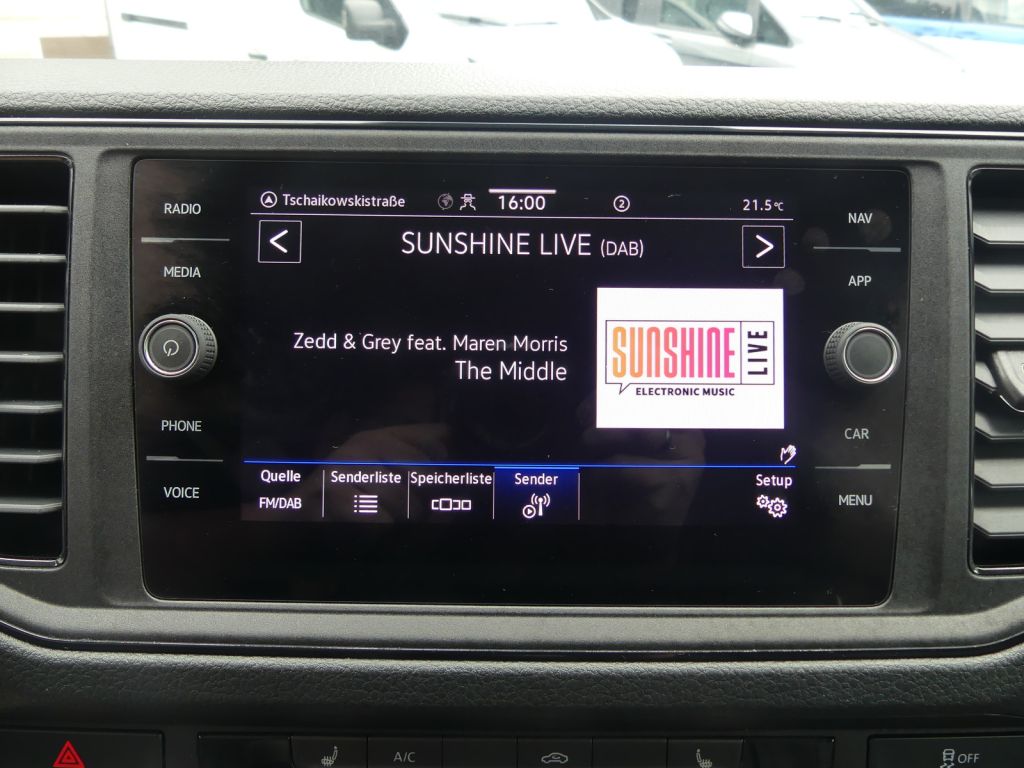 Tschaikowskistraße 16:00 2 21.5°C
RADIO
MEDIA
PHONE
VOICE
< SUNSHINE LIVE (DAB) >
Zedd & Grey feat. Maren Morris
The Middle
SUNSHINE LIVE
ELECTRONIC MUSIC
Quelle Senderliste Speicherliste Sender Setup
FM/DAB
NAV
APP
CAR
MENU
A/C OFF